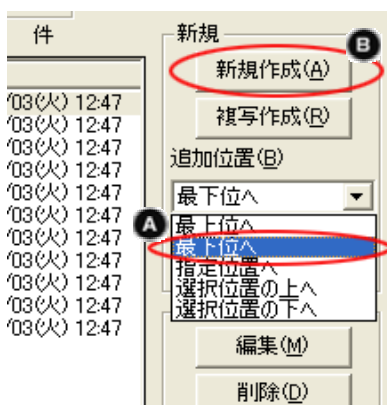 件
/03(火) 12:47
/03(火) 12:47
/03(火) 12:47
/03(火) 12:47
/03(火) 12:47
/03(火) 12:47
/03(火) 12:47
/03(火) 12:47
/03(火) 12:47
/03(火) 12:47
/03(火) 12:47
新規
B
新規作成(A)
複写作成(R)
追加位置(B)
最下位へ
A
最上位へ
最下位へ
指定位置へ
選択位置の上へ
選択位置の下へ
編集(M)
削除(D)